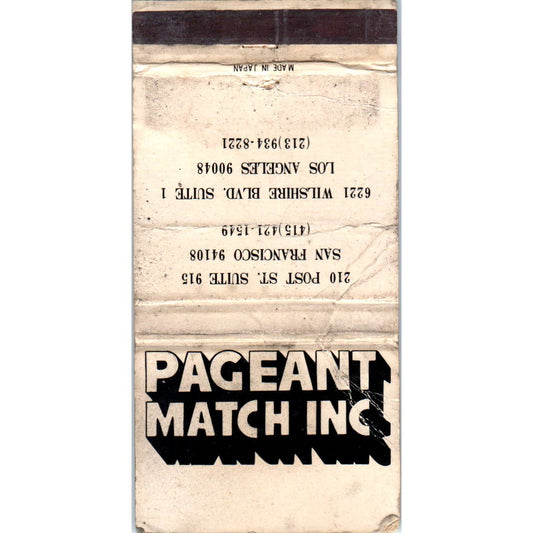 PAGEANT
MATCH INC
210 POST ST. SUITE 915
SAN FRANCISCO 94108
(415) 421-1549
6221 WILSHIRE BLVD. SUITE 1
LOS ANGELES 90048
(213) 934-8221
MADE IN JAPAN